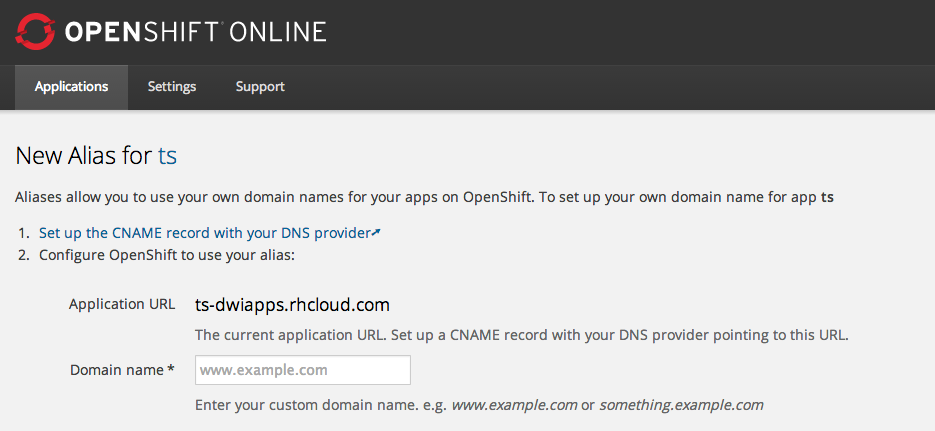 OPENSHIFT ONLINE
Applications Settings Support
New Alias for ts
Aliases allow you to use your own domain names for your apps on OpenShift. To set up your own domain name for app ts
1. Set up the CNAME record with your DNS provider
2. Configure OpenShift to use your alias:
Application URL ts-dwiapps.rhcloud.com
The current application URL. Set up a CNAME record with your DNS provider pointing to this URL.
Domain name * www.example.com
Enter your custom domain name. e.g. www.example.com or something.example.com